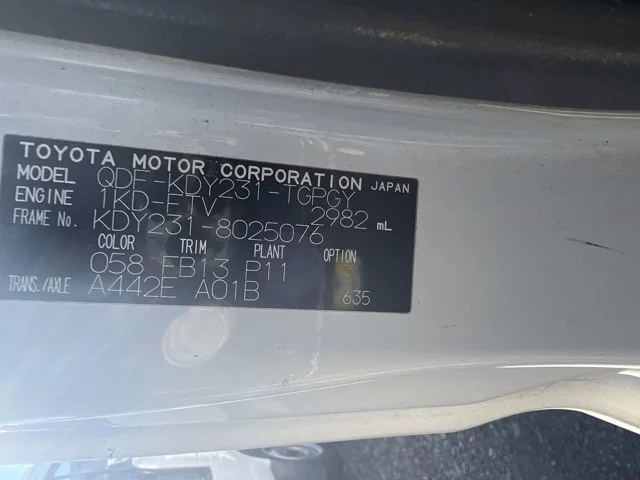 TOYOTA MOTOR CORPORATION JAPAN
MODEL QDF-KDY231-TGPGY
ENGINE 1KD-FTV 2982 mL
FRAME No. KDY231-8025076
COLOR TRIM PLANT OPTION
058 FB13 P11
TRANS./AXLE A442E A01B 635